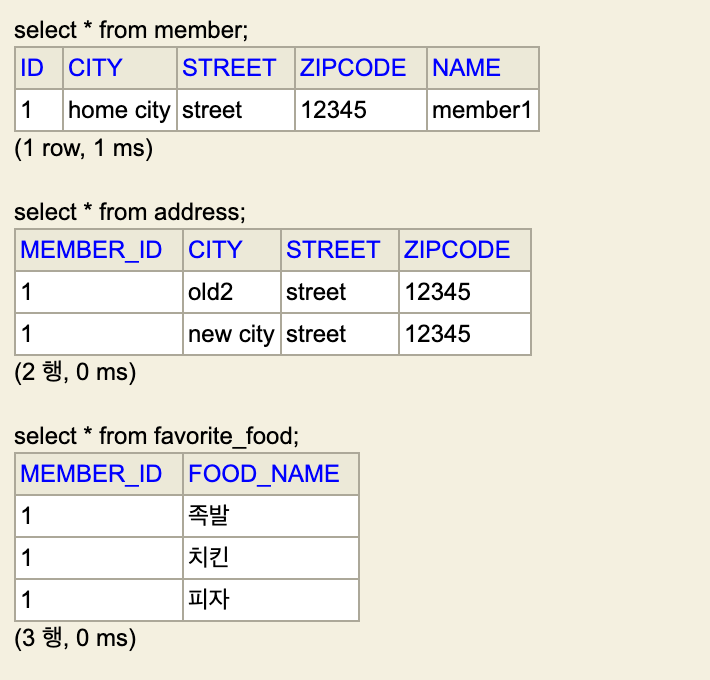 select * from member;
ID CITY STREET ZIPCODE NAME
1 home city street 12345 member1
(1 row, 1 ms)
select * from address;
MEMBER_ID CITY STREET ZIPCODE
1 old2 street 12345
1 new city street 12345
(2 행, 0 ms)
select * from favorite_food;
MEMBER_ID FOOD_NAME
1 족발
1 치킨
1 피자
(3 행, 0 ms)